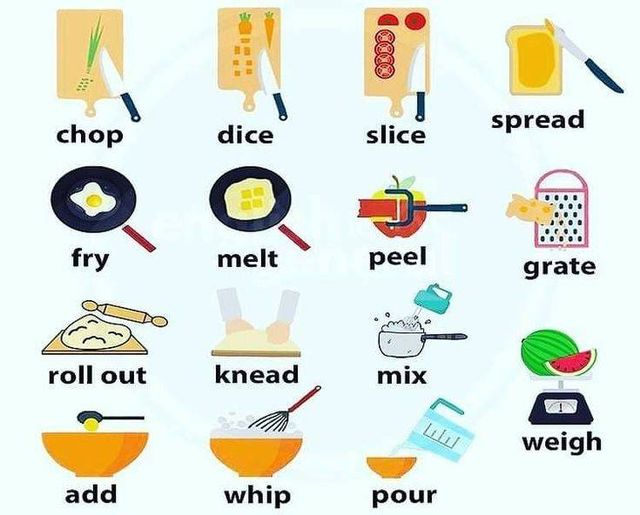 chop
dice
slice
spread
fry
melt
peel
grate
roll out
knead
mix
weigh
add
whip
pour